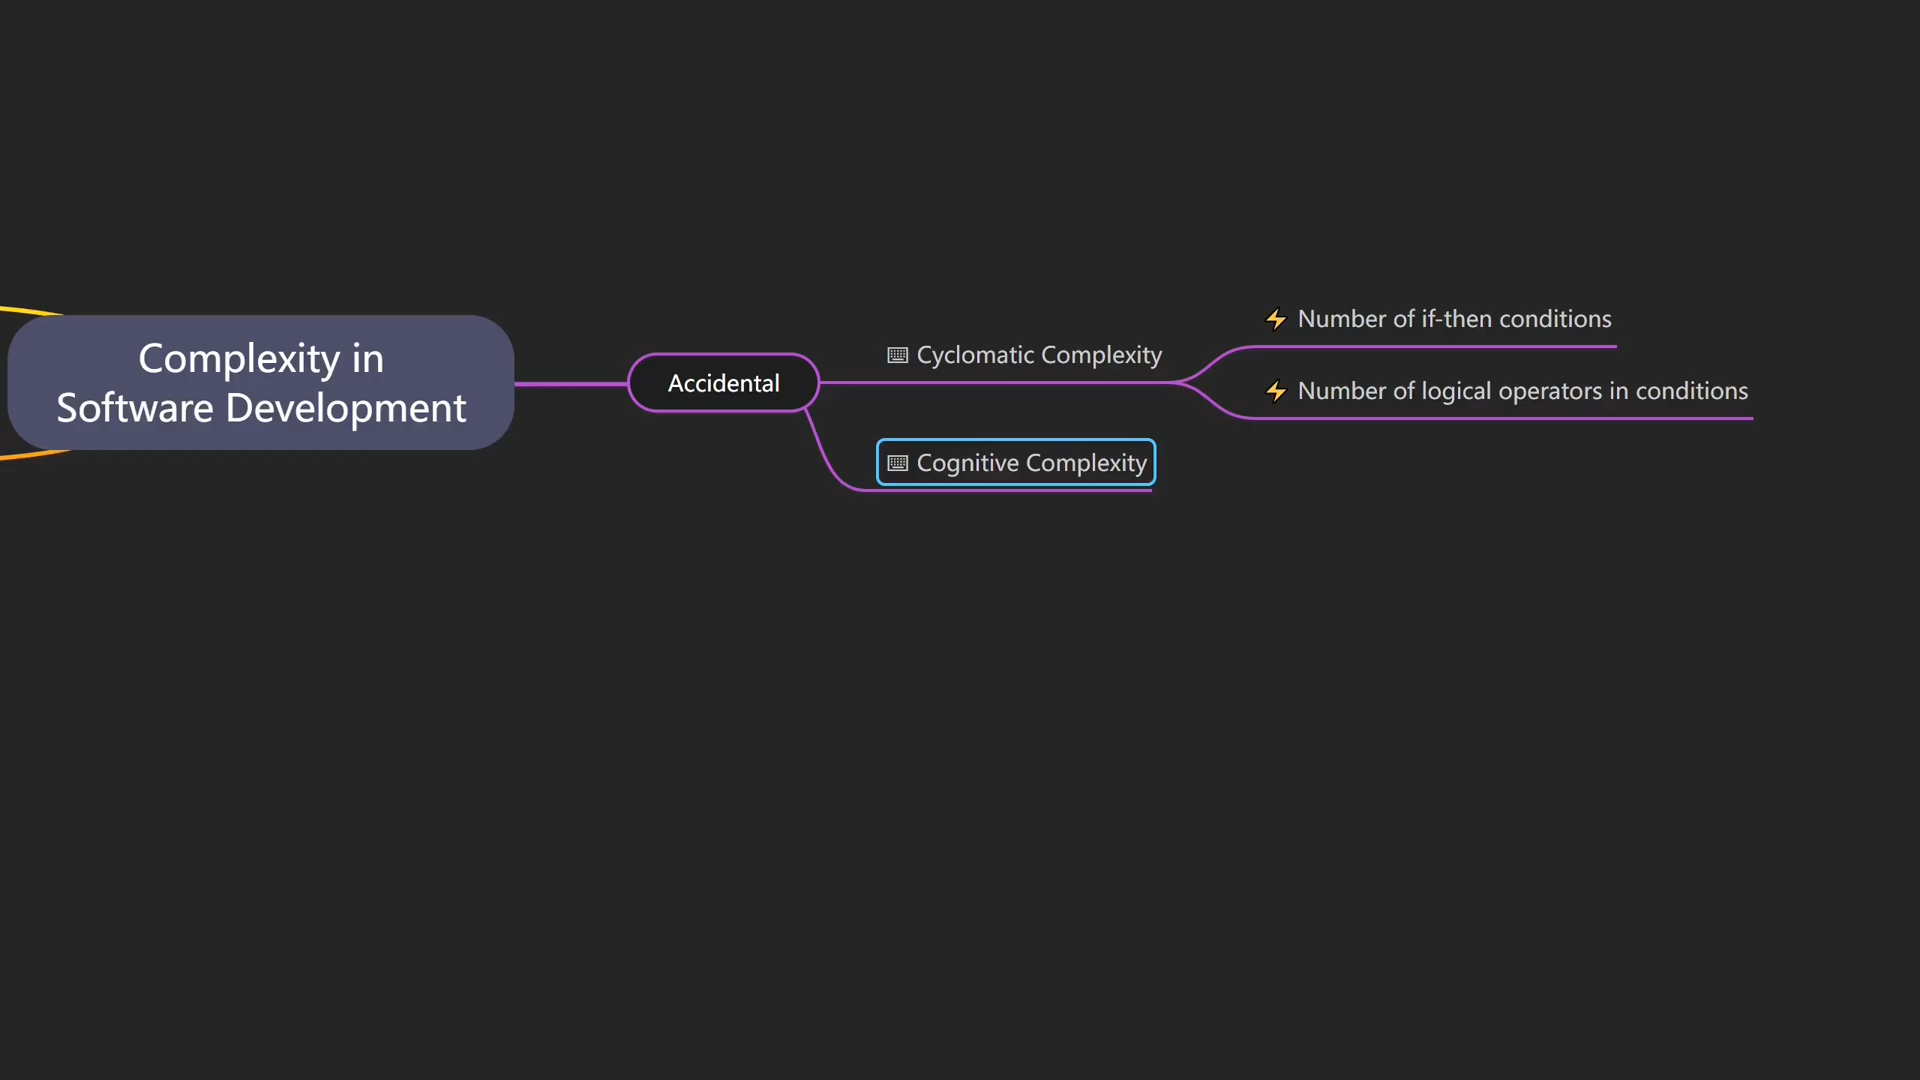 Complexity in
Software Development
Accidental
⌨ Cyclomatic Complexity
⚡ Number of if-then conditions
⚡ Number of logical operators in conditions
⌨ Cognitive Complexity